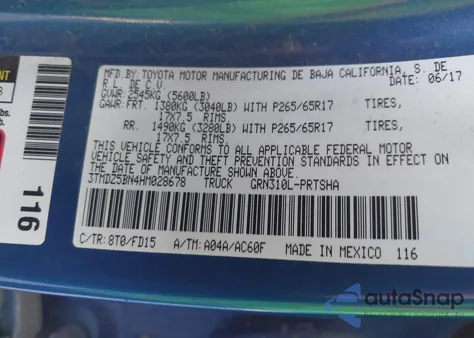 MFD.BY:TOYOTA MOTOR MANUFACTURING DE BAJA CALIFORNIA, S. DE
R.L. DE C.V. DATE: 06/17
GVWR: 2545KG (5600LB)
GAWR: FRT. 1380KG (3040LB) WITH P265/65R17 TIRES,
17X7.5 RIMS,
RR. 1490KG (3280LB) WITH P265/65R17 TIRES,
17X7.5 RIMS.
THIS VEHICLE CONFORMS TO ALL APPLICABLE FEDERAL MOTOR
VEHICLE SAFETY AND THEFT PREVENTION STANDARDS IN EFFECT ON
THE DATE OF MANUFACTURE SHOWN ABOVE.
3TMDZ5BN4HM028678 TRUCK GRN310L-PRTSHA
C/TR: 8T0/FD15 A/TM: A04A/AC60F MADE IN MEXICO 116
116
lbs.
autoSnap